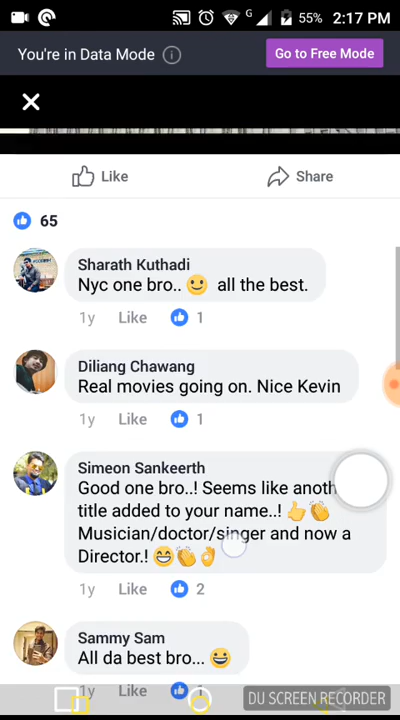 G
55%
2:17 PM
You're in Data Mode
Go to Free Mode
Like
Share
65
Sharath Kuthadi
Nyc one bro.. 🙂 all the best.
1y Like 1
Diliang Chawang
Real movies going on. Nice Kevin
1y Like 1
Simeon Sankeerth
Good one bro..! Seems like anoth
title added to your name..! 👍👏
Musician/doctor/singer and now a
Director.! 😄👏👌
1y Like 2
Sammy Sam
All da best bro... 😀
1y Like 1
DU SCREEN RECORDER